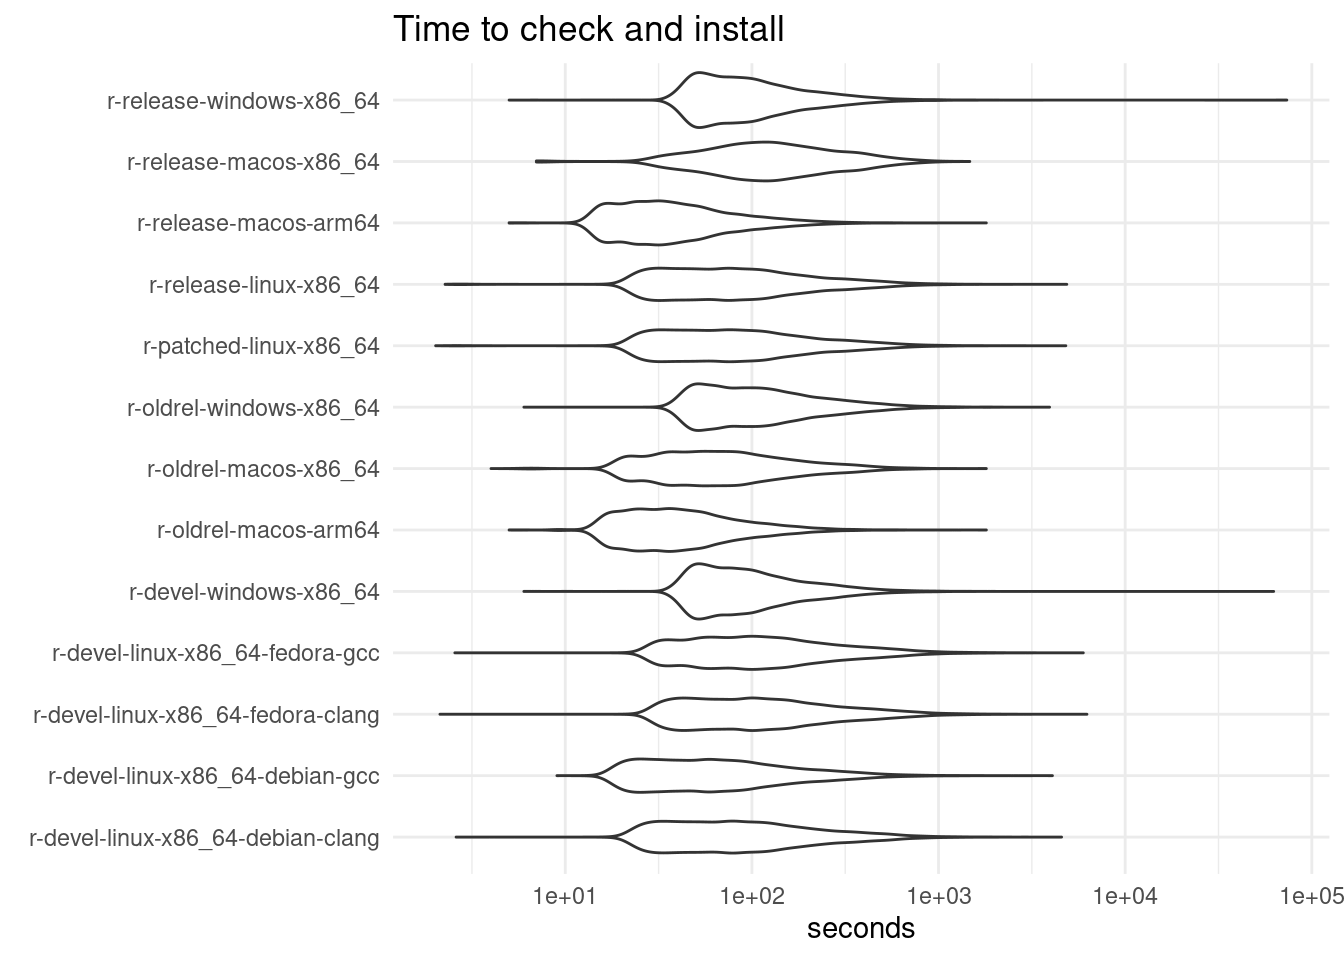 Time to check and install
r-release-windows-x86_64
r-release-macos-x86_64
r-release-macos-arm64
r-release-linux-x86_64
r-patched-linux-x86_64
r-oldrel-windows-x86_64
r-oldrel-macos-x86_64
r-oldrel-macos-arm64
r-devel-windows-x86_64
r-devel-linux-x86_64-fedora-gcc
r-devel-linux-x86_64-fedora-clang
r-devel-linux-x86_64-debian-gcc
r-devel-linux-x86_64-debian-clang
1e+01 1e+02 1e+03 1e+04 1e+05
seconds